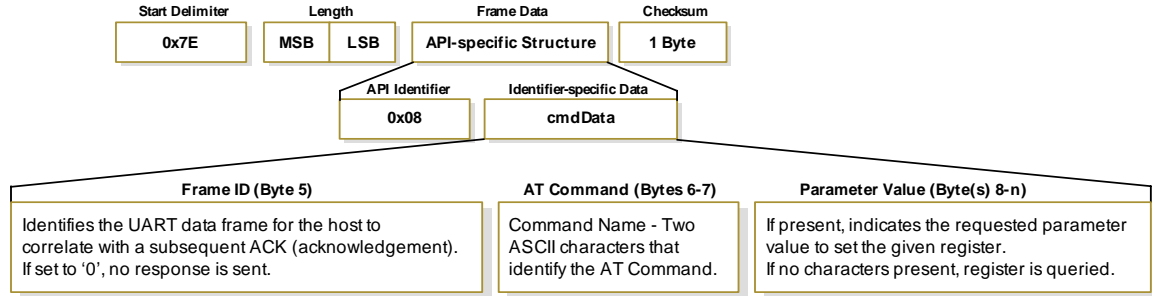 Start Delimiter Length Frame Data Checksum
0x7E MSB LSB API-specific Structure 1 Byte
API Identifier Identifier-specific Data
0x08 cmdData
Frame ID (Byte 5)
Identifies the UART data frame for the host to
correlate with a subsequent ACK (acknowledgement).
If set to ‘0’, no response is sent.
AT Command (Bytes 6-7)
Command Name - Two
ASCII characters that
identify the AT Command.
Parameter Value (Byte(s) 8-n)
If present, indicates the requested parameter
value to set the given register.
If no characters present, register is queried.